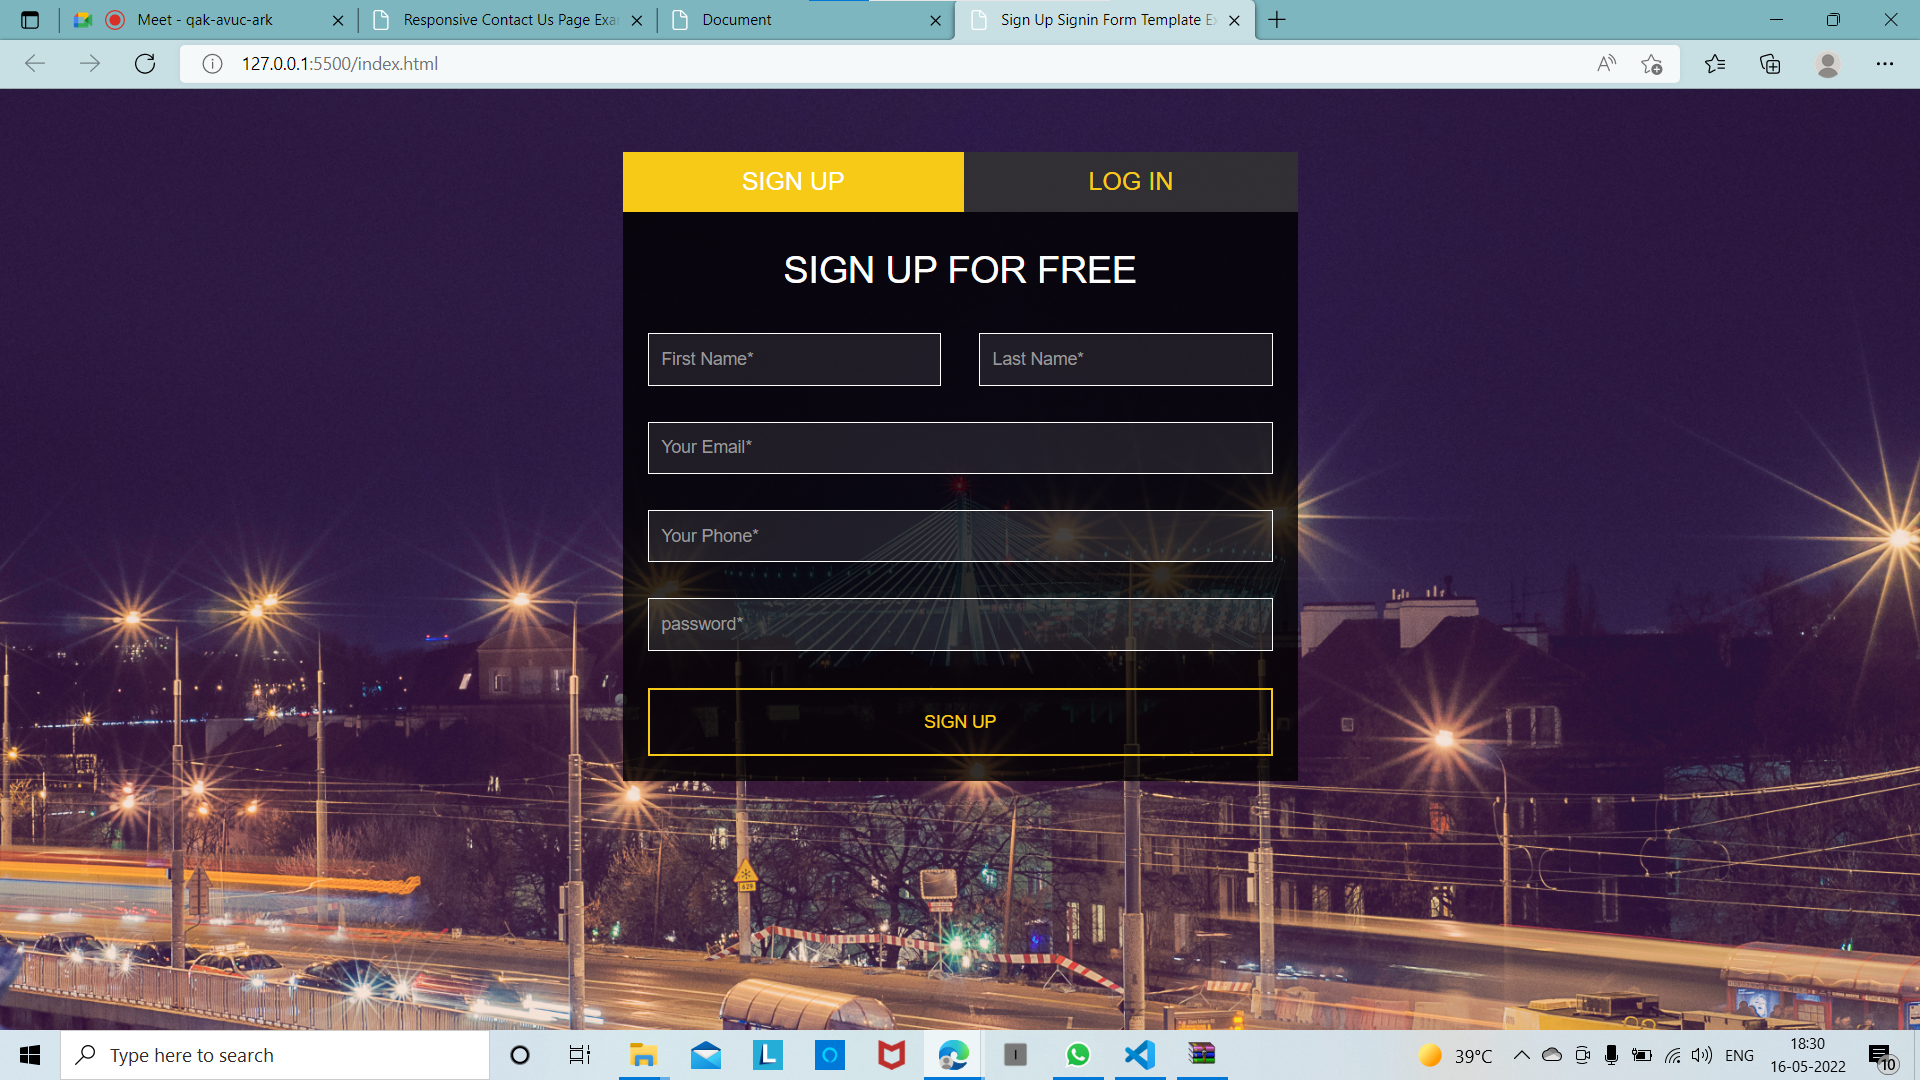 Meet - qak-avuc-ark
Responsive Contact Us Page Exa
Document
Sign Up Signin Form Template Ex
127.0.0.1:5500/index.html
SIGN UP
LOG IN
SIGN UP FOR FREE
First Name*
Last Name*
Your Email*
Your Phone*
password*
SIGN UP
629
Type here to search
L
39°C
ENG
18:30
16-05-2022
10